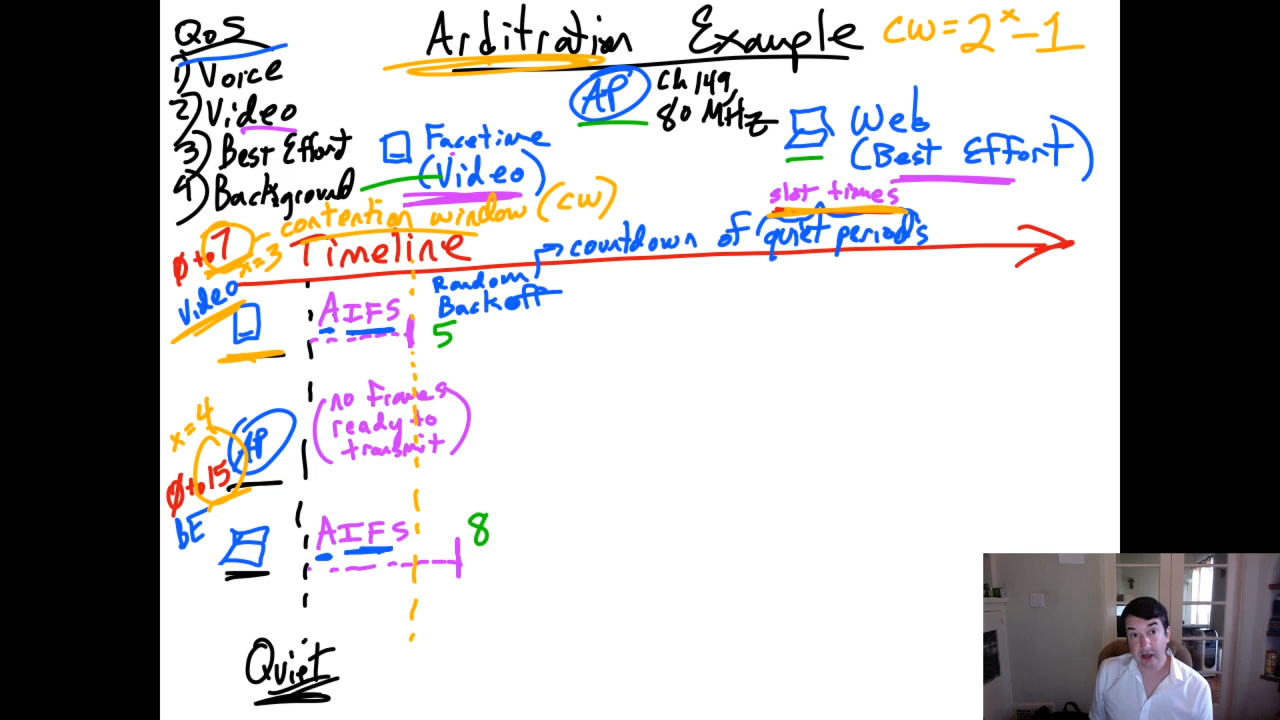 QoS
1) Voice
2) Video
3) Best Effort
4) Background
Arbitration Example
CW = 2^x - 1
AP
Ch 149,
80 MHz
Facetime
(Video)
Web
(Best Effort)
slot times
contention window (CW)
0 to 7
x=3
Timeline
countdown of quiet periods
Random
Backoff
Video
AIFS
5
x=4
0 to 15
AP
(no frames
ready to
transmit)
BE
AIFS
8
Quiet